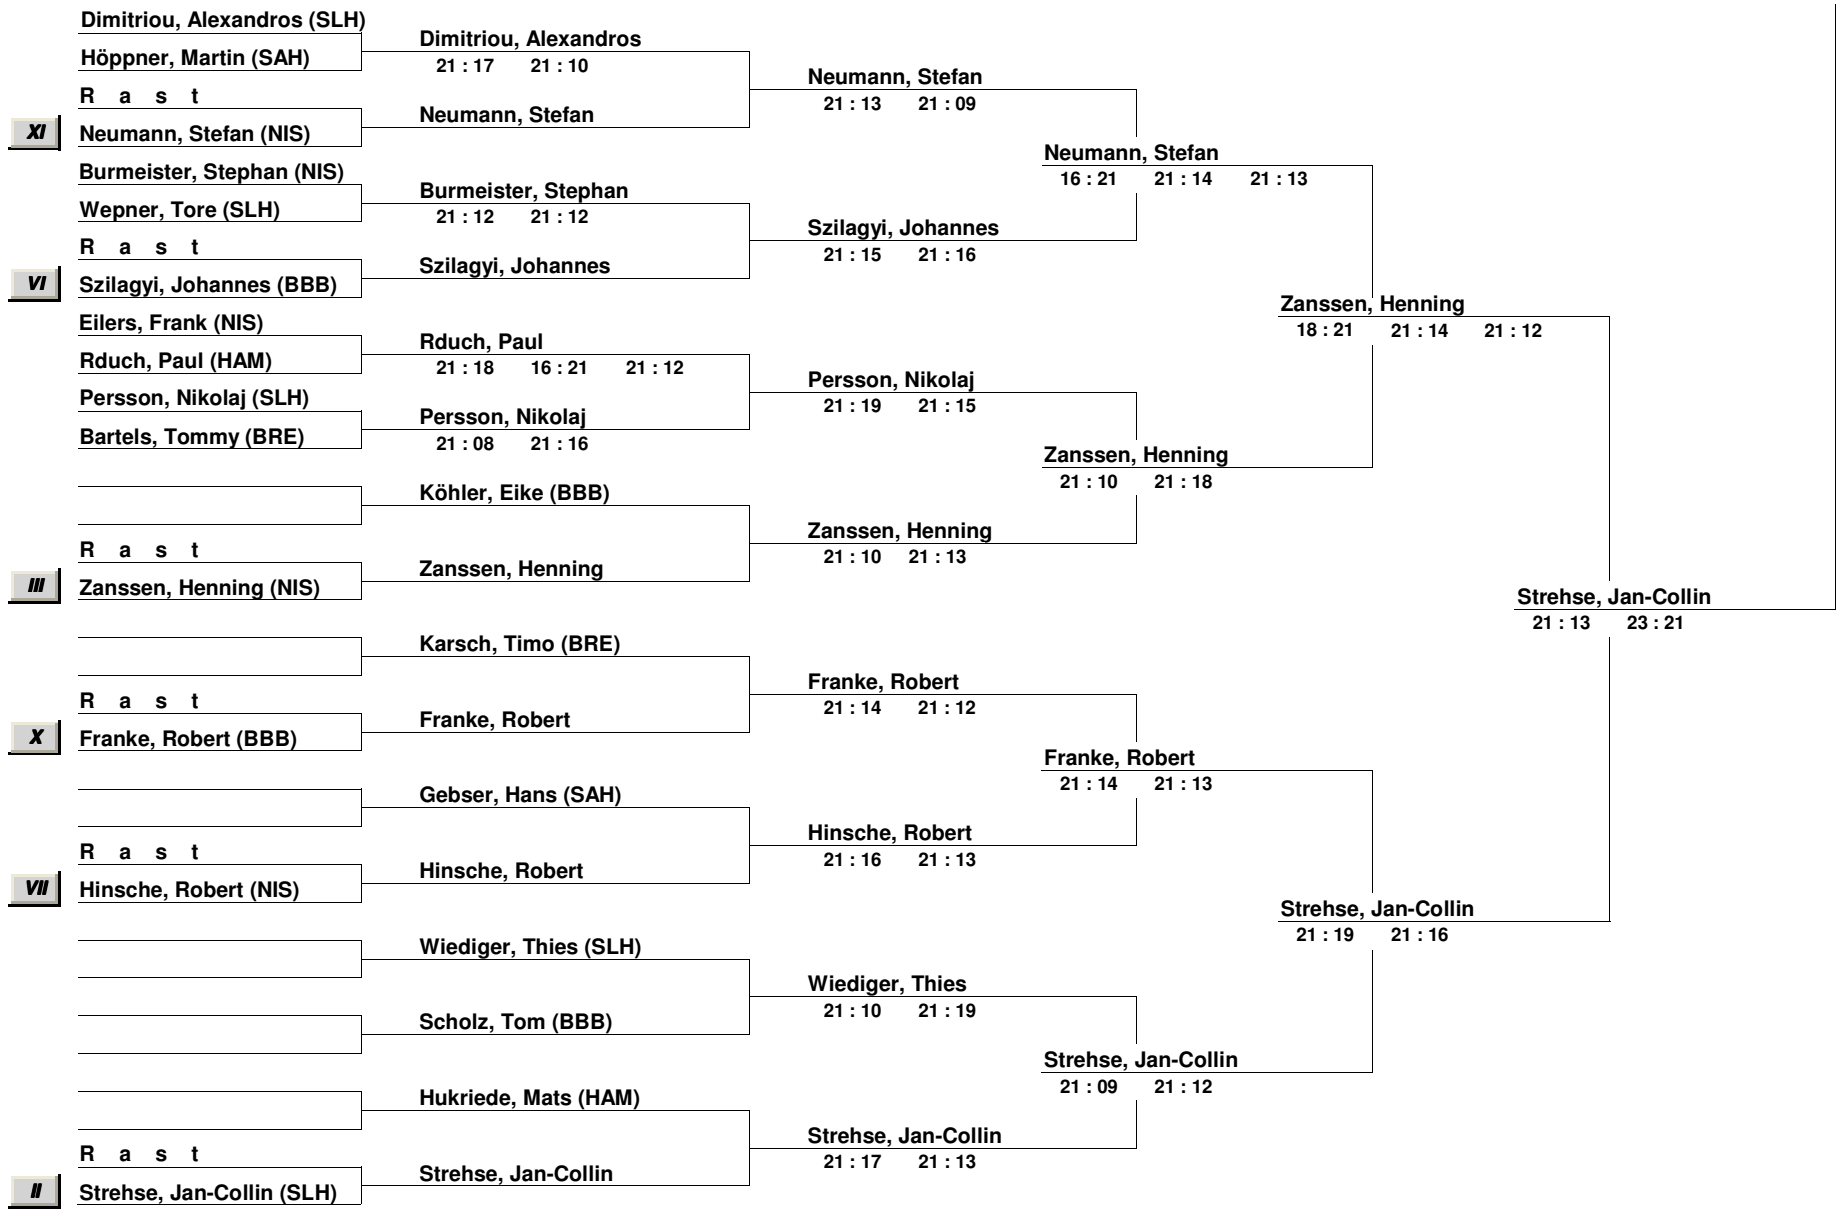 Dimitriou, Alexandros (SLH)
Dimitriou, Alexandros
Höppner, Martin (SAH)
21 : 17 21 : 10
Neumann, Stefan
R a s t
21 : 13 21 : 09
Neumann, Stefan
XI Neumann, Stefan (NIS)
Neumann, Stefan
Burmeister, Stephan (NIS)
16 : 21 21 : 14 21 : 13
Burmeister, Stephan
Wepner, Tore (SLH)
21 : 12 21 : 12
Szilagyi, Johannes
R a s t
21 : 15 21 : 16
Szilagyi, Johannes
VI Szilagyi, Johannes (BBB)
Zanssen, Henning
Eilers, Frank (NIS)
18 : 21 21 : 14 21 : 12
Rduch, Paul
Rduch, Paul (HAM)
21 : 18 16 : 21 21 : 12
Persson, Nikolaj
Persson, Nikolaj (SLH)
21 : 19 21 : 15
Persson, Nikolaj
Bartels, Tommy (BRE)
21 : 08 21 : 16
Zanssen, Henning
21 : 10 21 : 18
Köhler, Eike (BBB)
Zanssen, Henning
R a s t
21 : 10 21 : 13
Zanssen, Henning
III Zanssen, Henning (NIS)
Strehse, Jan-Collin
21 : 13 23 : 21
Karsch, Timo (BRE)
Franke, Robert
R a s t
21 : 14 21 : 12
Franke, Robert
X Franke, Robert (BBB)
Franke, Robert
21 : 14 21 : 13
Gebser, Hans (SAH)
Hinsche, Robert
R a s t
21 : 16 21 : 13
Hinsche, Robert
VII Hinsche, Robert (NIS)
Strehse, Jan-Collin
21 : 19 21 : 16
Wiediger, Thies (SLH)
Wiediger, Thies
21 : 10 21 : 19
Scholz, Tom (BBB)
Strehse, Jan-Collin
21 : 09 21 : 12
Hukriede, Mats (HAM)
Strehse, Jan-Collin
R a s t
21 : 17 21 : 13
Strehse, Jan-Collin
II Strehse, Jan-Collin (SLH)